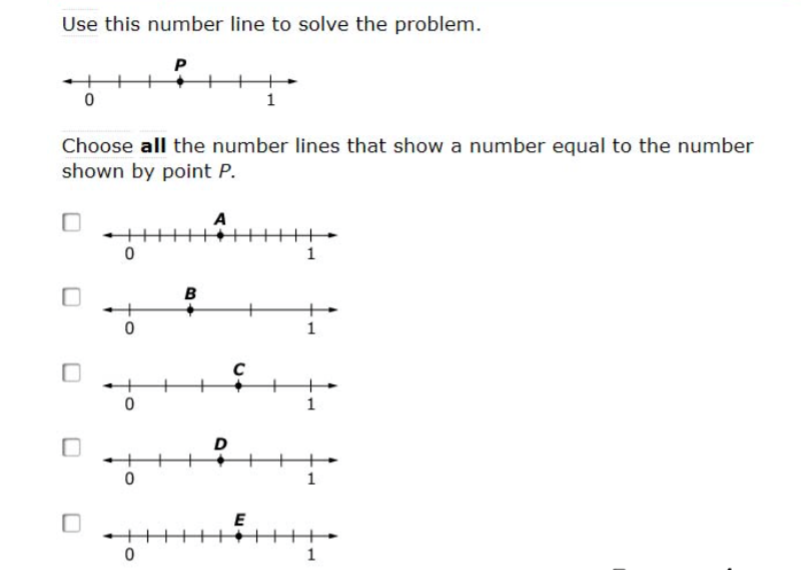 Use this number line to solve the problem.
P
0 1
Choose all the number lines that show a number equal to the number
shown by point P.
A
0 1
B
0 1
C
0 1
D
0 1
E
0 1